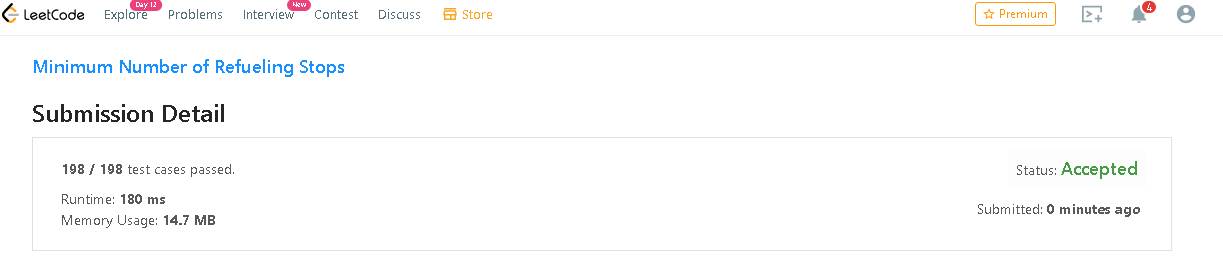 LeetCode Explore Day 12 Problems Interview New Contest Discuss Store Premium 4
Minimum Number of Refueling Stops
Submission Detail
198 / 198 test cases passed. Status: Accepted
Runtime: 180 ms
Submitted: 0 minutes ago
Memory Usage: 14.7 MB